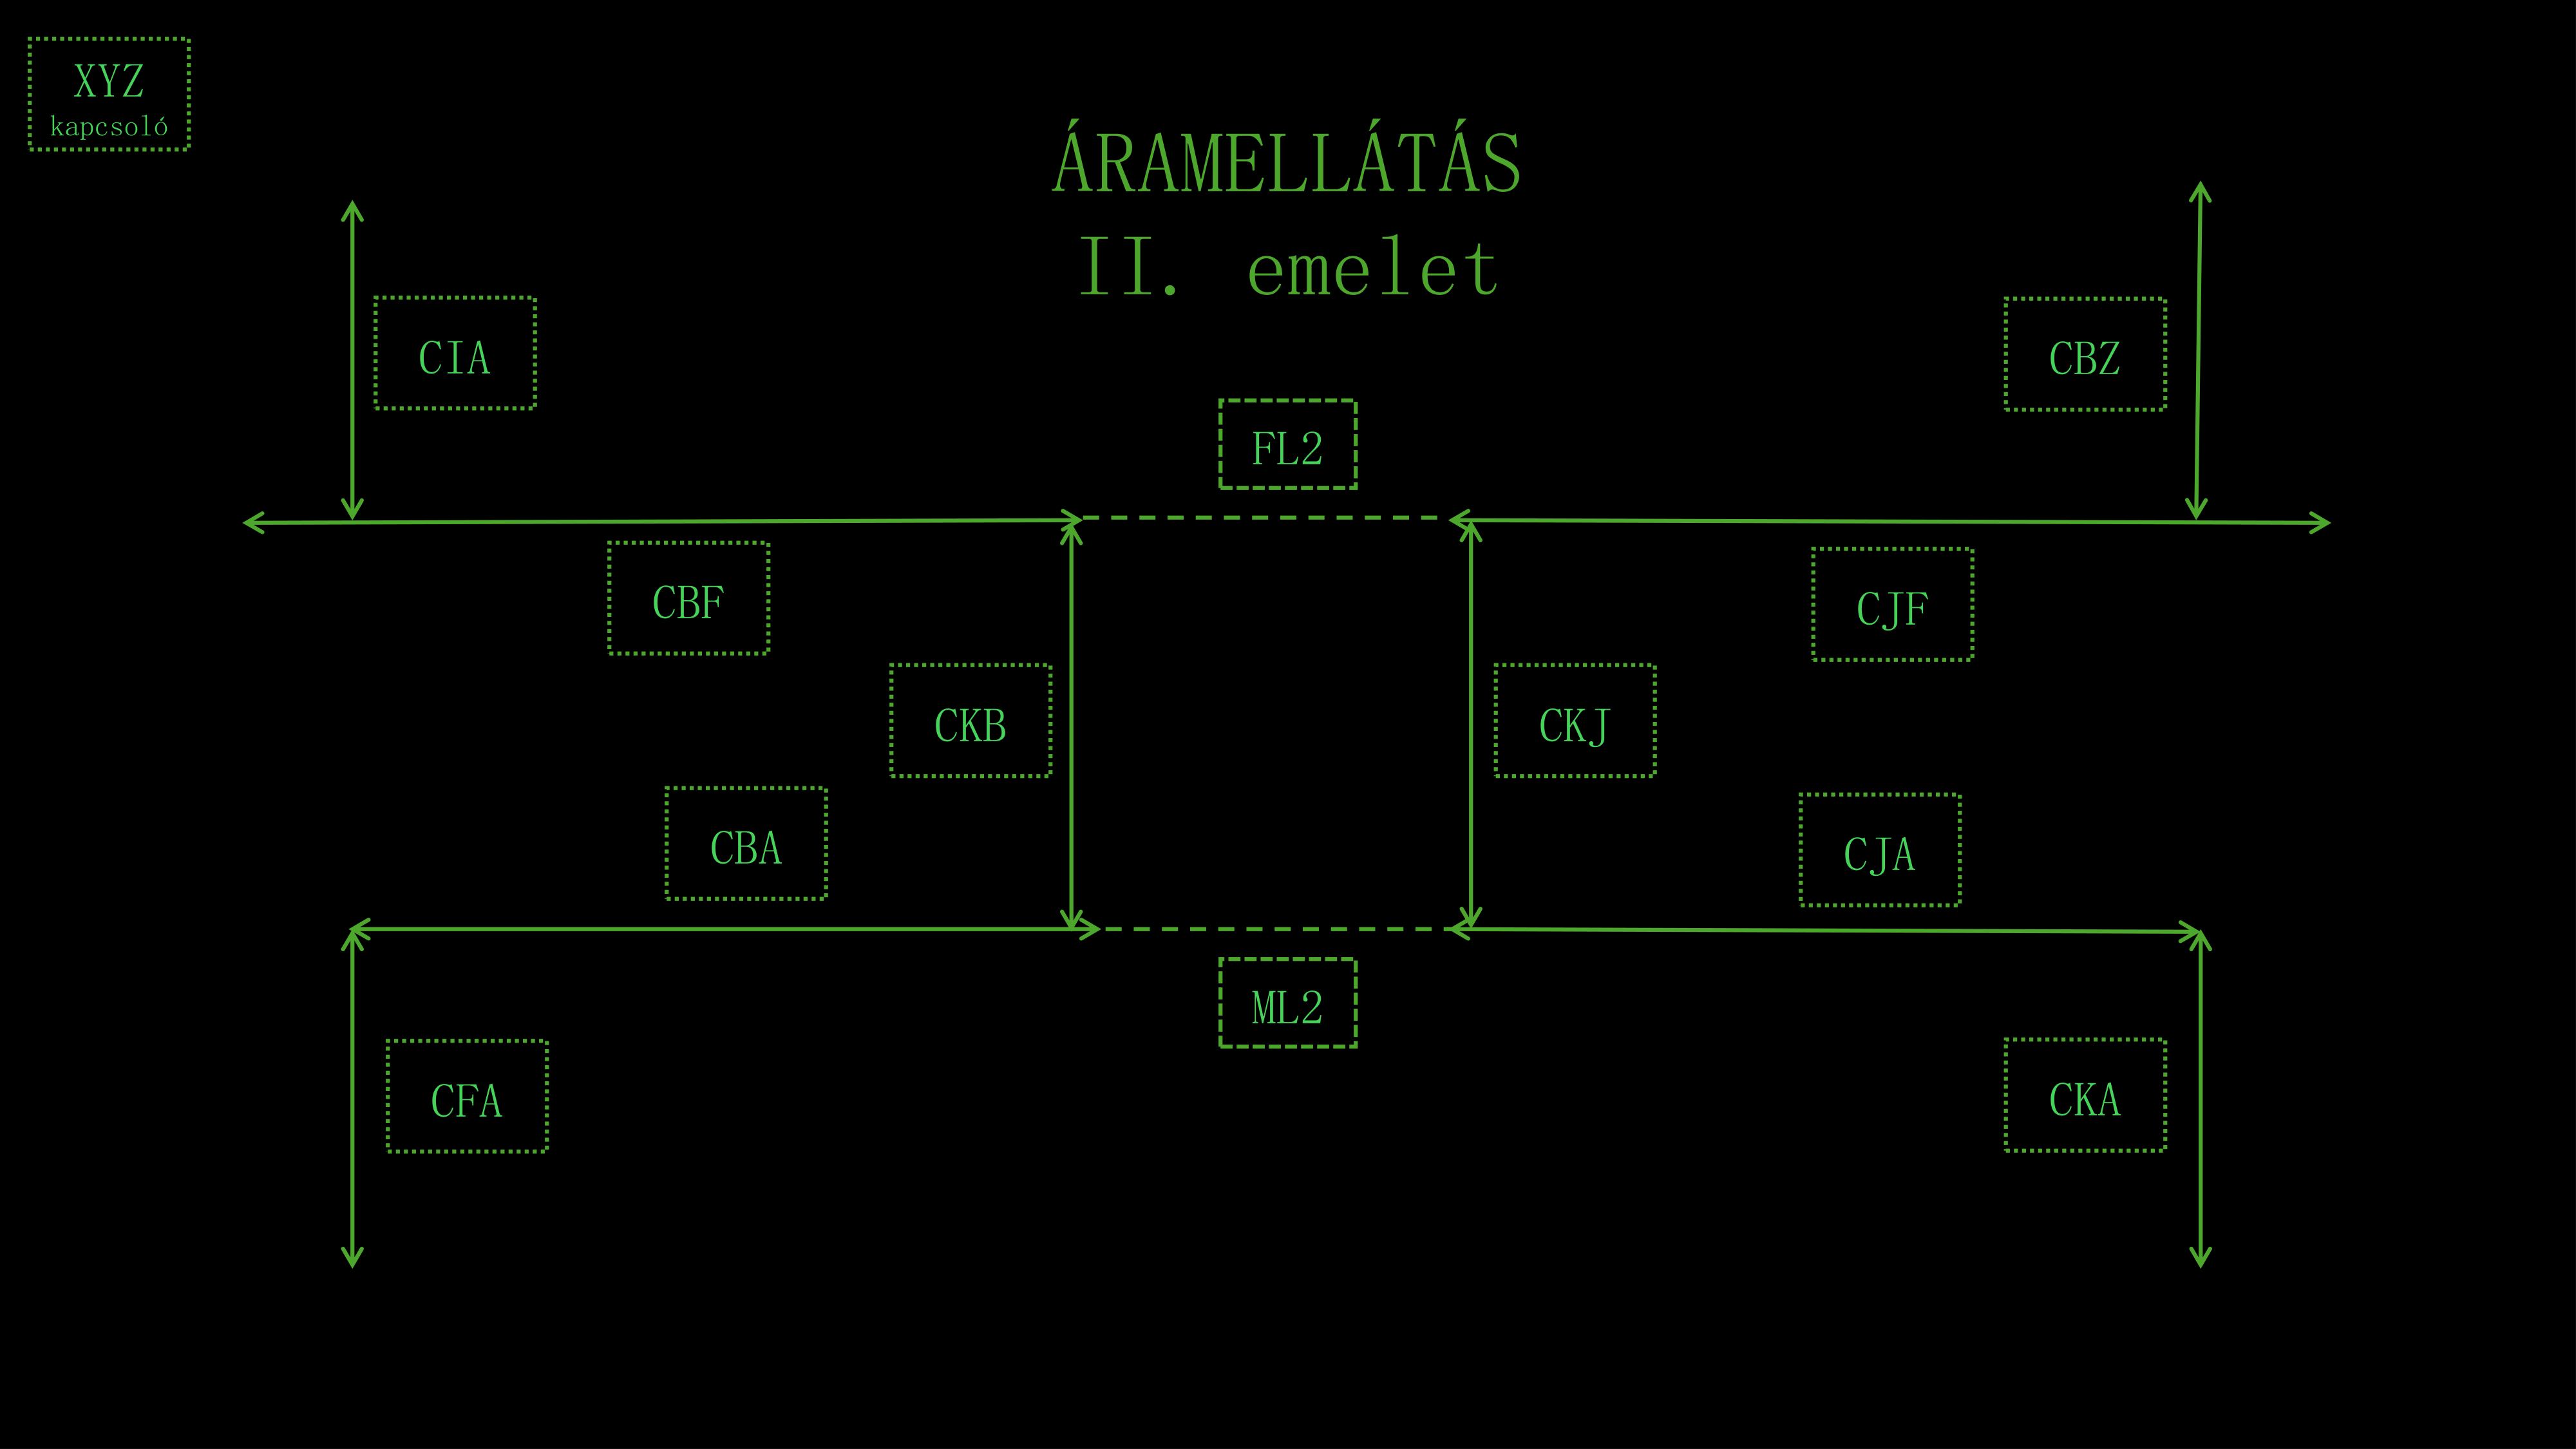 XYZ
kapcsoló
ÁRAMELLÁTÁS
II. emelet
CIA
CBZ
FL2
CBF
CJF
CKB
CKJ
CBA
CJA
ML2
CFA
CKA